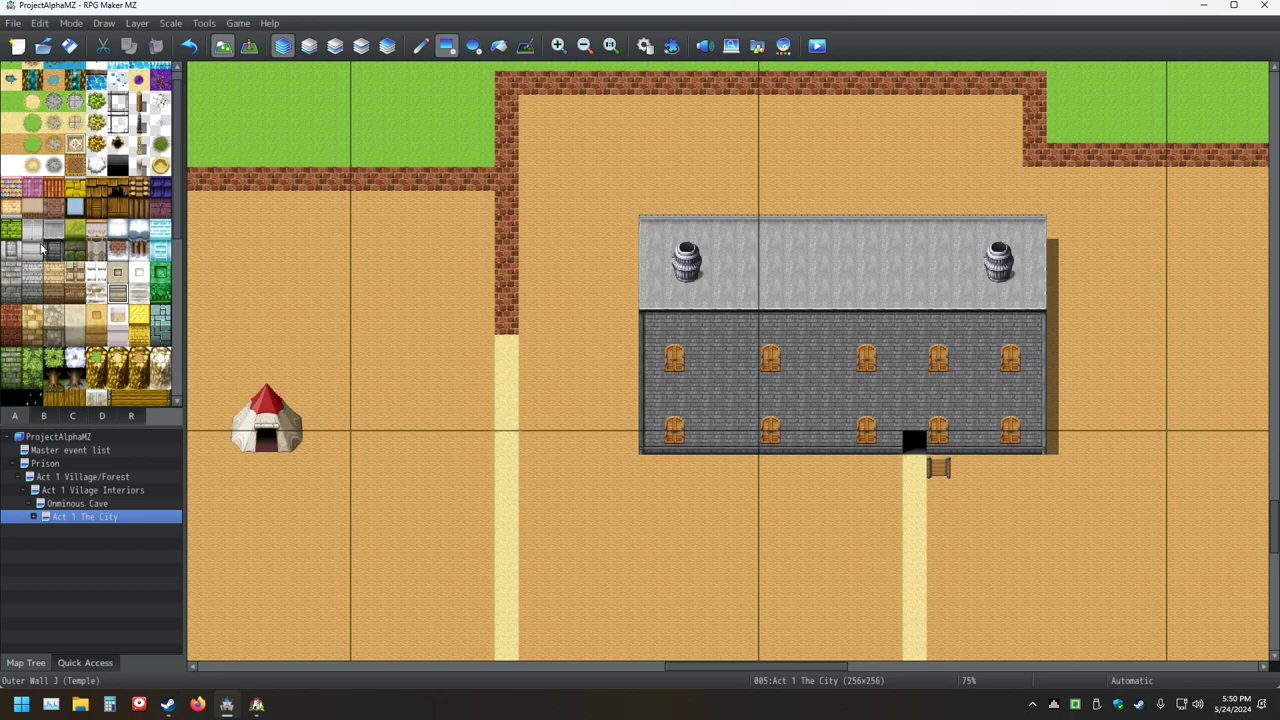 ProjectAlphaMZ - RPG Maker MZ
File Edit Mode Draw Layer Scale Tools Game Help
A B C D R
ProjectAlphaMZ
Master event list
Prison
Act 1 Village/Forest
Act 1 Vilage Interiors
Onminous Cave
Act 1 The City
Map Tree Quick Access
Outer Wall J (Temple) 005:Act 1 The City (256x256) 75% Automatic
5:50 PM
5/24/2024